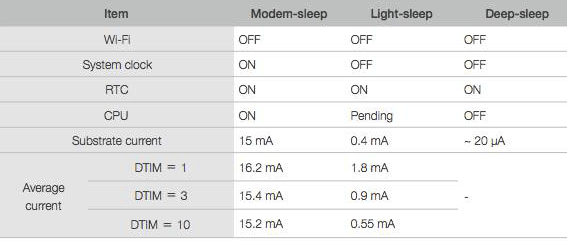 Item Modem-sleep Light-sleep Deep-sleep
Wi-Fi OFF OFF OFF
System clock ON OFF OFF
RTC ON ON ON
CPU ON Pending OFF
Substrate current 15 mA 0.4 mA ~ 20 μA
Average current
DTIM = 1 16.2 mA 1.8 mA
DTIM = 3 15.4 mA 0.9 mA -
DTIM = 10 15.2 mA 0.55 mA